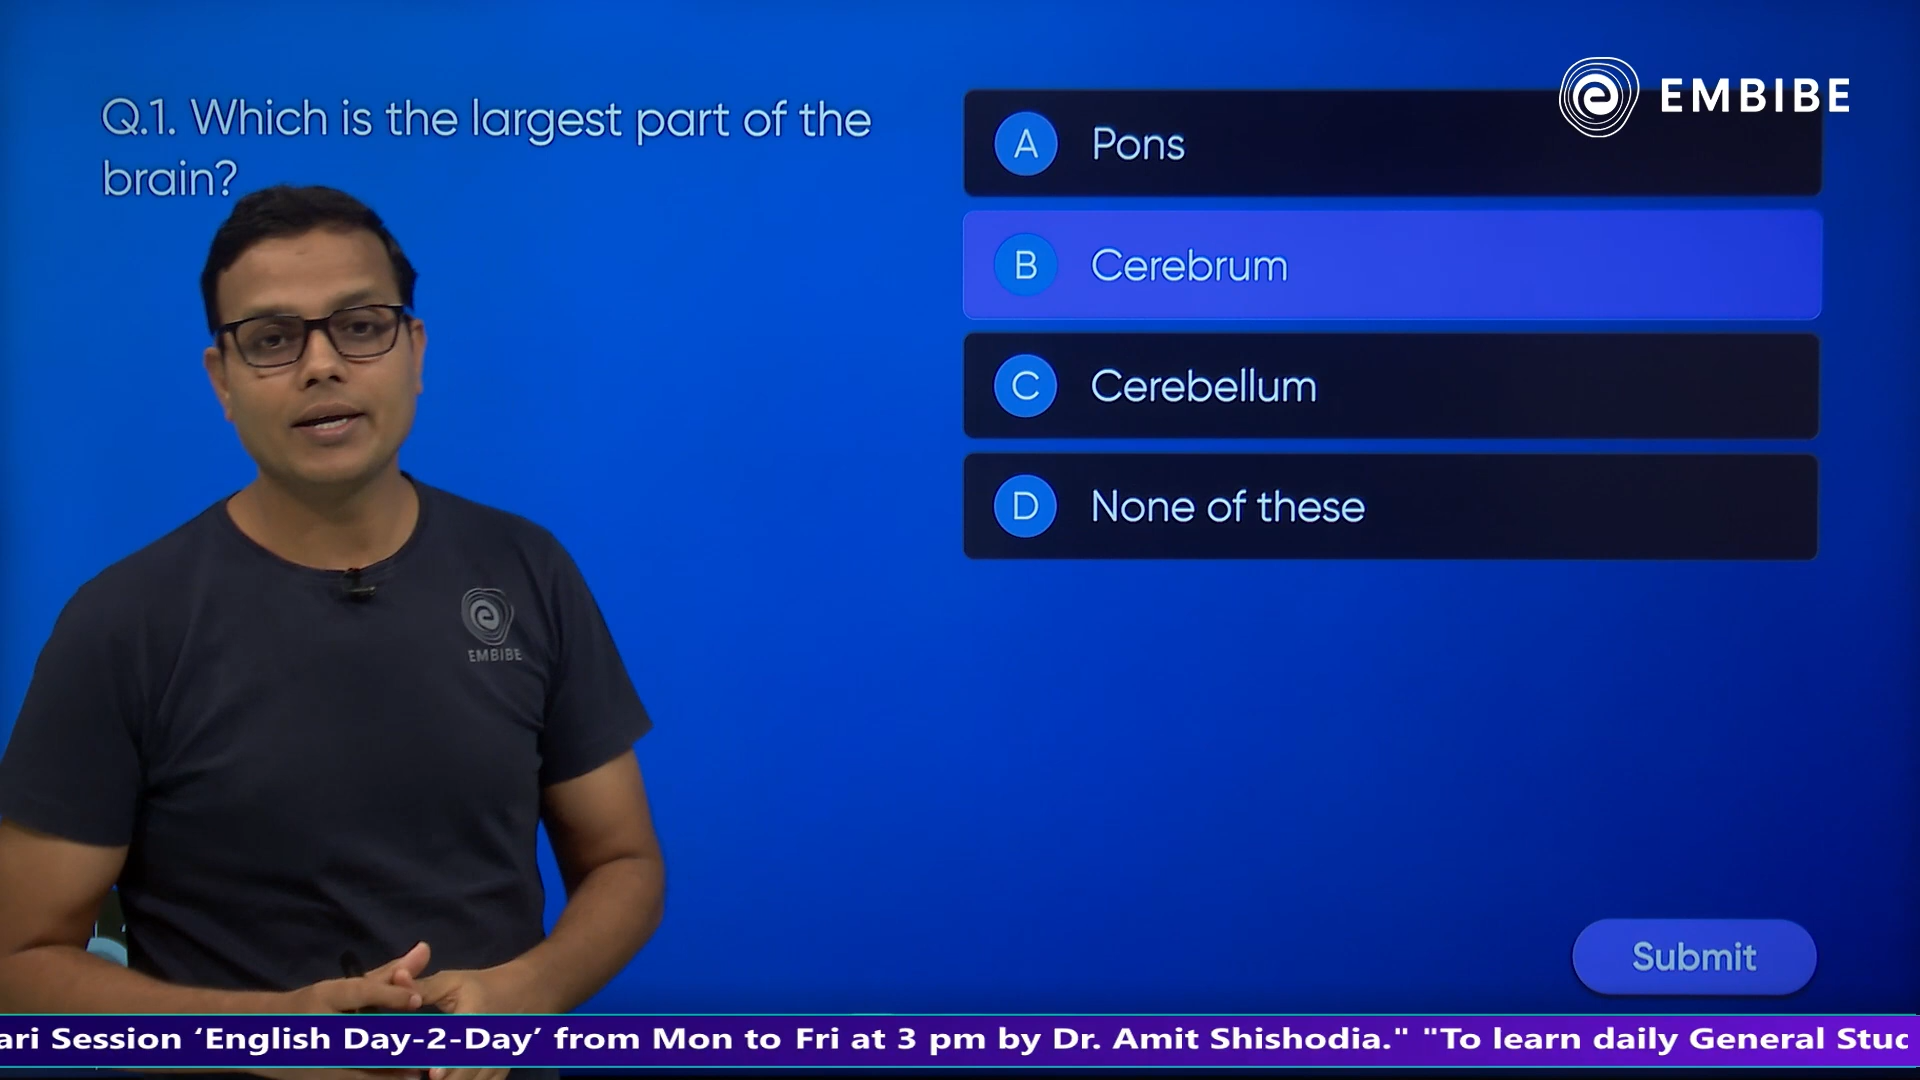 Q.1. Which is the largest part of the
brain?
A Pons
B Cerebrum
C Cerebellum
D None of these
EMBIBE
EMBIBE
Submit
ari Session ‘English Day-2-Day’ from Mon to Fri at 3 pm by Dr. Amit Shishodia." "To learn daily General Stuc